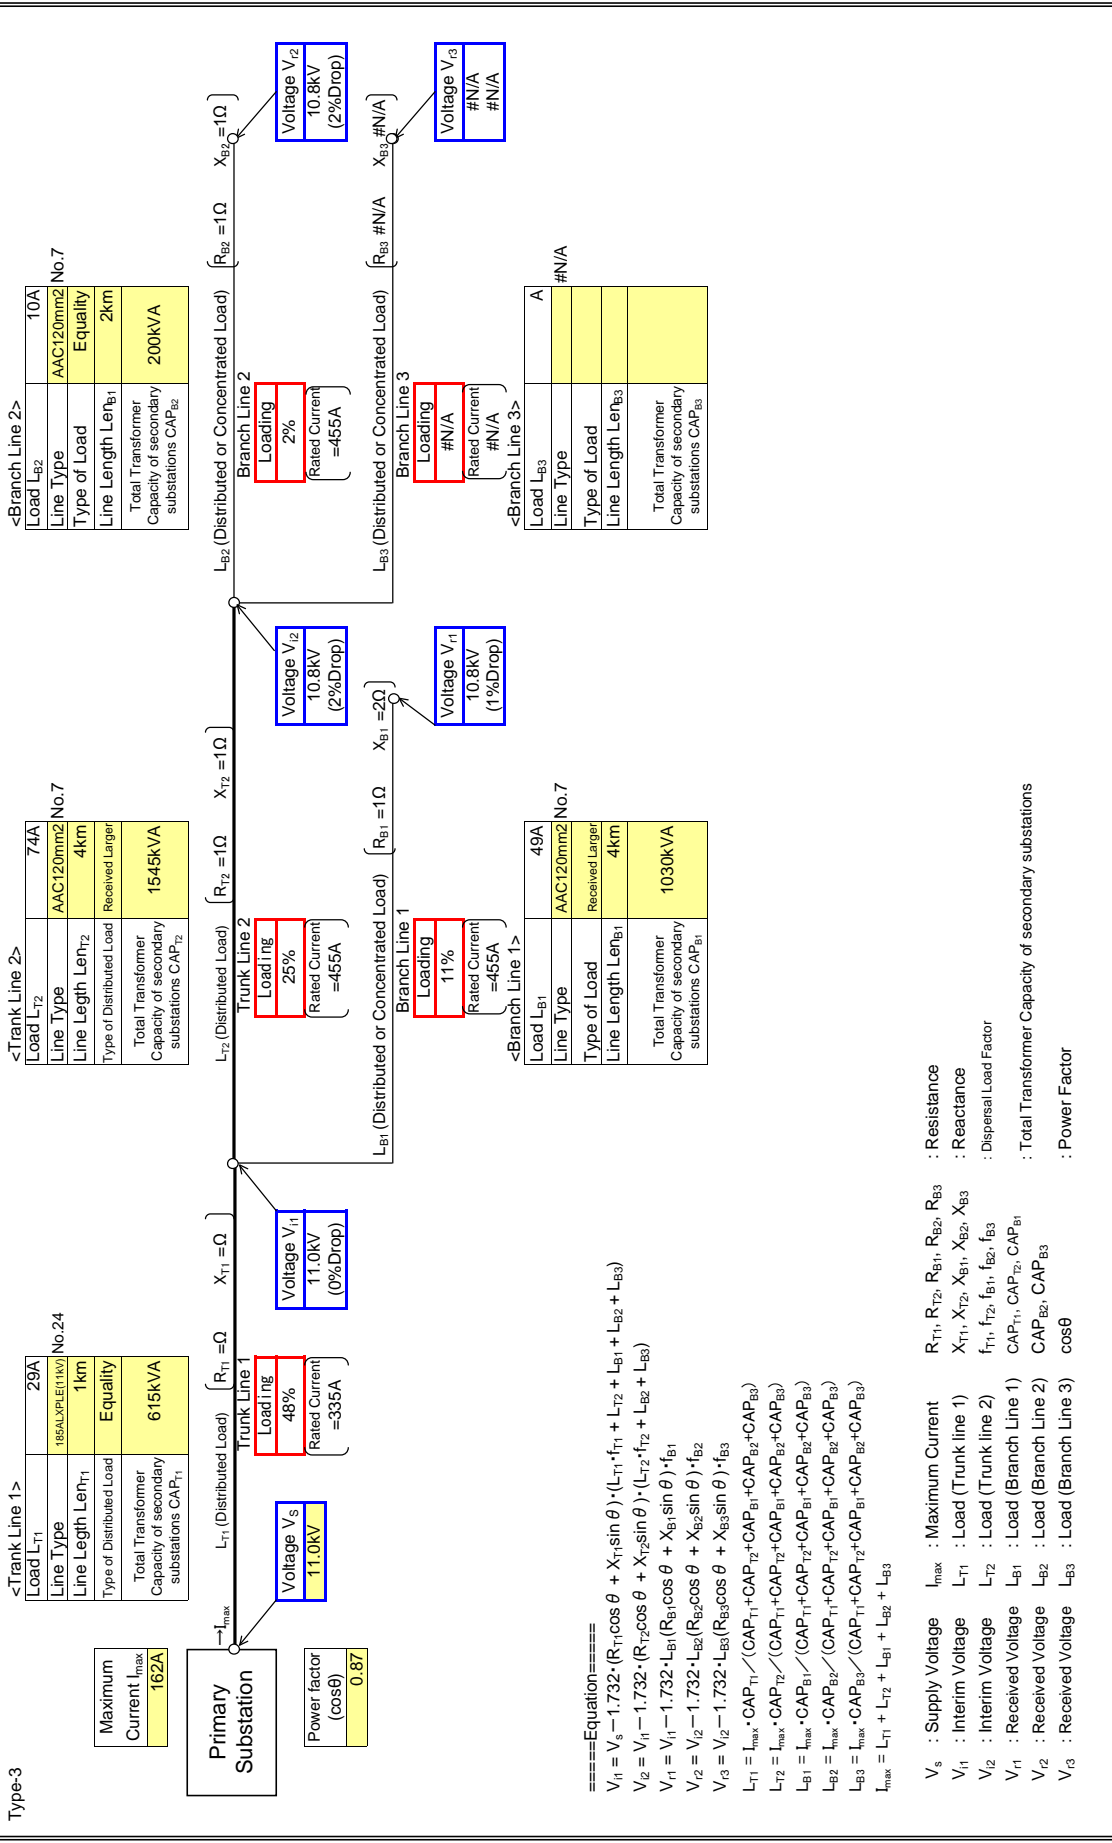 Type-3
Maximum
Current Imax
162A
Primary
Substation
Power factor
(cosθ)
0.87
→Imax
Voltage Vs
11.0kV
<Trank Line 1>
Load LT1 29A
Line Type 185ALXPLE(11kV) No.24
Line Legth LenT1 1km
Type of Distributed Load Equality
Total Transformer
Capacity of secondary
substations CAPT1
615kVA
LT1 (Distributed Load) RT1 =Ω XT1 =Ω
Trunk Line 1
Loading
48%
Rated Current
=335A
Voltage Vi1
11.0kV
(0%Drop)
<Trank Line 2>
Load LT2 74A
Line Type AAC120mm2 No.7
Line Legth LenT2 4km
Type of Distributed Load Received Larger
Total Transformer
Capacity of secondary
substations CAPT2
1545kVA
LT2 (Distributed Load) RT2 =1Ω XT2 =1Ω
Trunk Line 2
Loading
25%
Rated Current
=455A
Voltage Vi2
10.8kV
(2%Drop)
LB1 (Distributed or Concentrated Load) RB1 =1Ω XB1 =2Ω
Branch Line 1
Loading
11%
Rated Current
=455A
Voltage Vr1
10.8kV
(1%Drop)
<Branch Line 1>
Load LB1 49A
Line Type AAC120mm2 No.7
Type of Load Received Larger
Line Length LenB1 4km
Total Transformer
Capacity of secondary
substations CAPB1
1030kVA
<Branch Line 2>
Load LB2 10A
Line Type AAC120mm2 No.7
Type of Load Equality
Line Length LenB1 2km
Total Transformer
Capacity of secondary
substations CAPB2
200kVA
LB2 (Distributed or Concentrated Load) RB2 =1Ω XB2 =1Ω
Branch Line 2
Loading
2%
Rated Current
=455A
Voltage Vr2
10.8kV
(2%Drop)
LB3 (Distributed or Concentrated Load) RB3 #N/A XB3 #N/A
Branch Line 3
Loading
#N/A
Rated Current
#N/A
Voltage Vr3
#N/A
#N/A
<Branch Line 3>
Load LB3 A
Line Type #N/A
Type of Load
Line Length LenB3
Total Transformer
Capacity of secondary
substations CAPB3
=====Equation=====
Vi1 = Vs－1.732･(RT1cos θ + XT1sin θ)･(LT1･fT1 + LT2 + LB1 + LB2 + LB3)
Vi2 = Vi1－1.732･(RT2cos θ + XT2sin θ)･(LT2･fT2 + LB2 + LB3)
Vr1 = Vi1－1.732･LB1(RB1cos θ + XB1sin θ)･fB1
Vr2 = Vi2－1.732･LB2(RB2cos θ + XB2sin θ)･fB2
Vr3 = Vi2－1.732･LB3(RB3cos θ + XB3sin θ)･fB3
LT1 = Imax･CAPT1／(CAPT1+CAPT2+CAPB1+CAPB2+CAPB3)
LT2 = Imax･CAPT2／(CAPT1+CAPT2+CAPB1+CAPB2+CAPB3)
LB1 = Imax･CAPB1／(CAPT1+CAPT2+CAPB1+CAPB2+CAPB3)
LB2 = Imax･CAPB2／(CAPT1+CAPT2+CAPB1+CAPB2+CAPB3)
LB3 = Imax･CAPB3／(CAPT1+CAPT2+CAPB1+CAPB2+CAPB3)
Imax = LT1 + LT2 + LB1 + LB2 + LB3
Vs : Supply Voltage Imax : Maximum Current RT1, RT2, RB1, RB2, RB3 : Resistance
Vi1 : Interim Voltage LT1 : Load (Trunk line 1) XT1, XT2, XB1, XB2, XB3 : Reactance
Vi2 : Interim Voltage LT2 : Load (Trunk line 2) fT1, fT2, fB1, fB2, fB3 : Dispersal Load Factor
Vr1 : Received Voltage LB1 : Load (Branch Line 1) CAPT1, CAPT2, CAPB1
Vr2 : Received Voltage LB2 : Load (Branch Line 2) CAPB2, CAPB3 : Total Transformer Capacity of secondary substations
Vr3 : Received Voltage LB3 : Load (Branch Line 3) cosθ : Power Factor